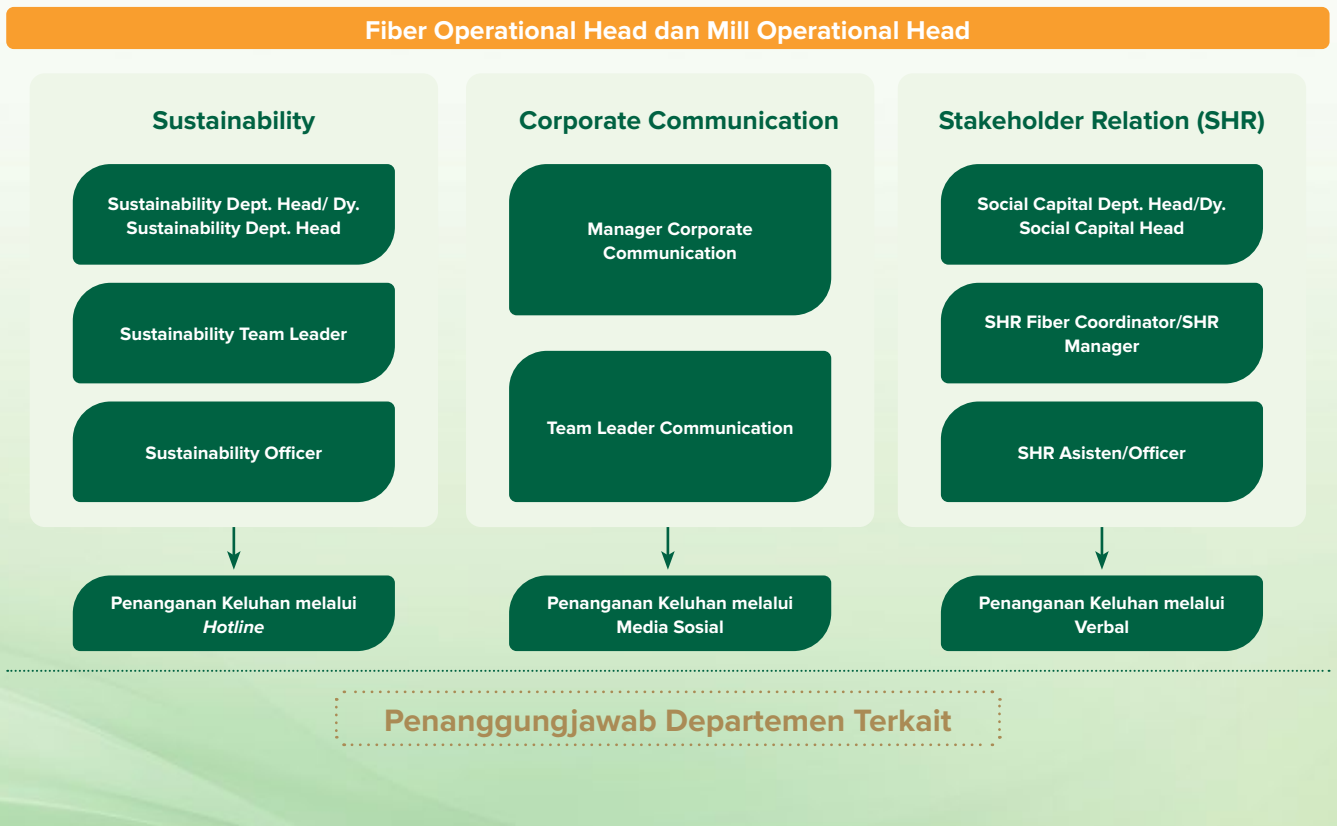 Fiber Operational Head dan Mill Operational Head
Sustainability
Sustainability Dept. Head/ Dy.
Sustainability Dept. Head
Sustainability Team Leader
Sustainability Officer
Penanganan Keluhan melalui
Hotline
Corporate Communication
Manager Corporate
Communication
Team Leader Communication
Penanganan Keluhan melalui
Media Sosial
Stakeholder Relation (SHR)
Social Capital Dept. Head/Dy.
Social Capital Head
SHR Fiber Coordinator/SHR
Manager
SHR Asisten/Officer
Penanganan Keluhan melalui
Verbal
Penanggungjawab Departemen Terkait